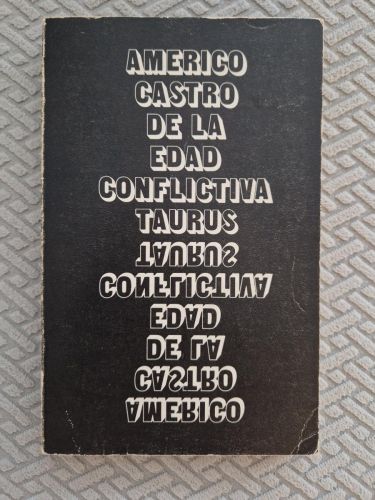 AMERICO
CASTRO
DE LA
EDAD
CONFLICTIVA
TAURUS
TAURUS
CONFLICTIVA
EDAD
DE LA
CASTRO
AMERICO